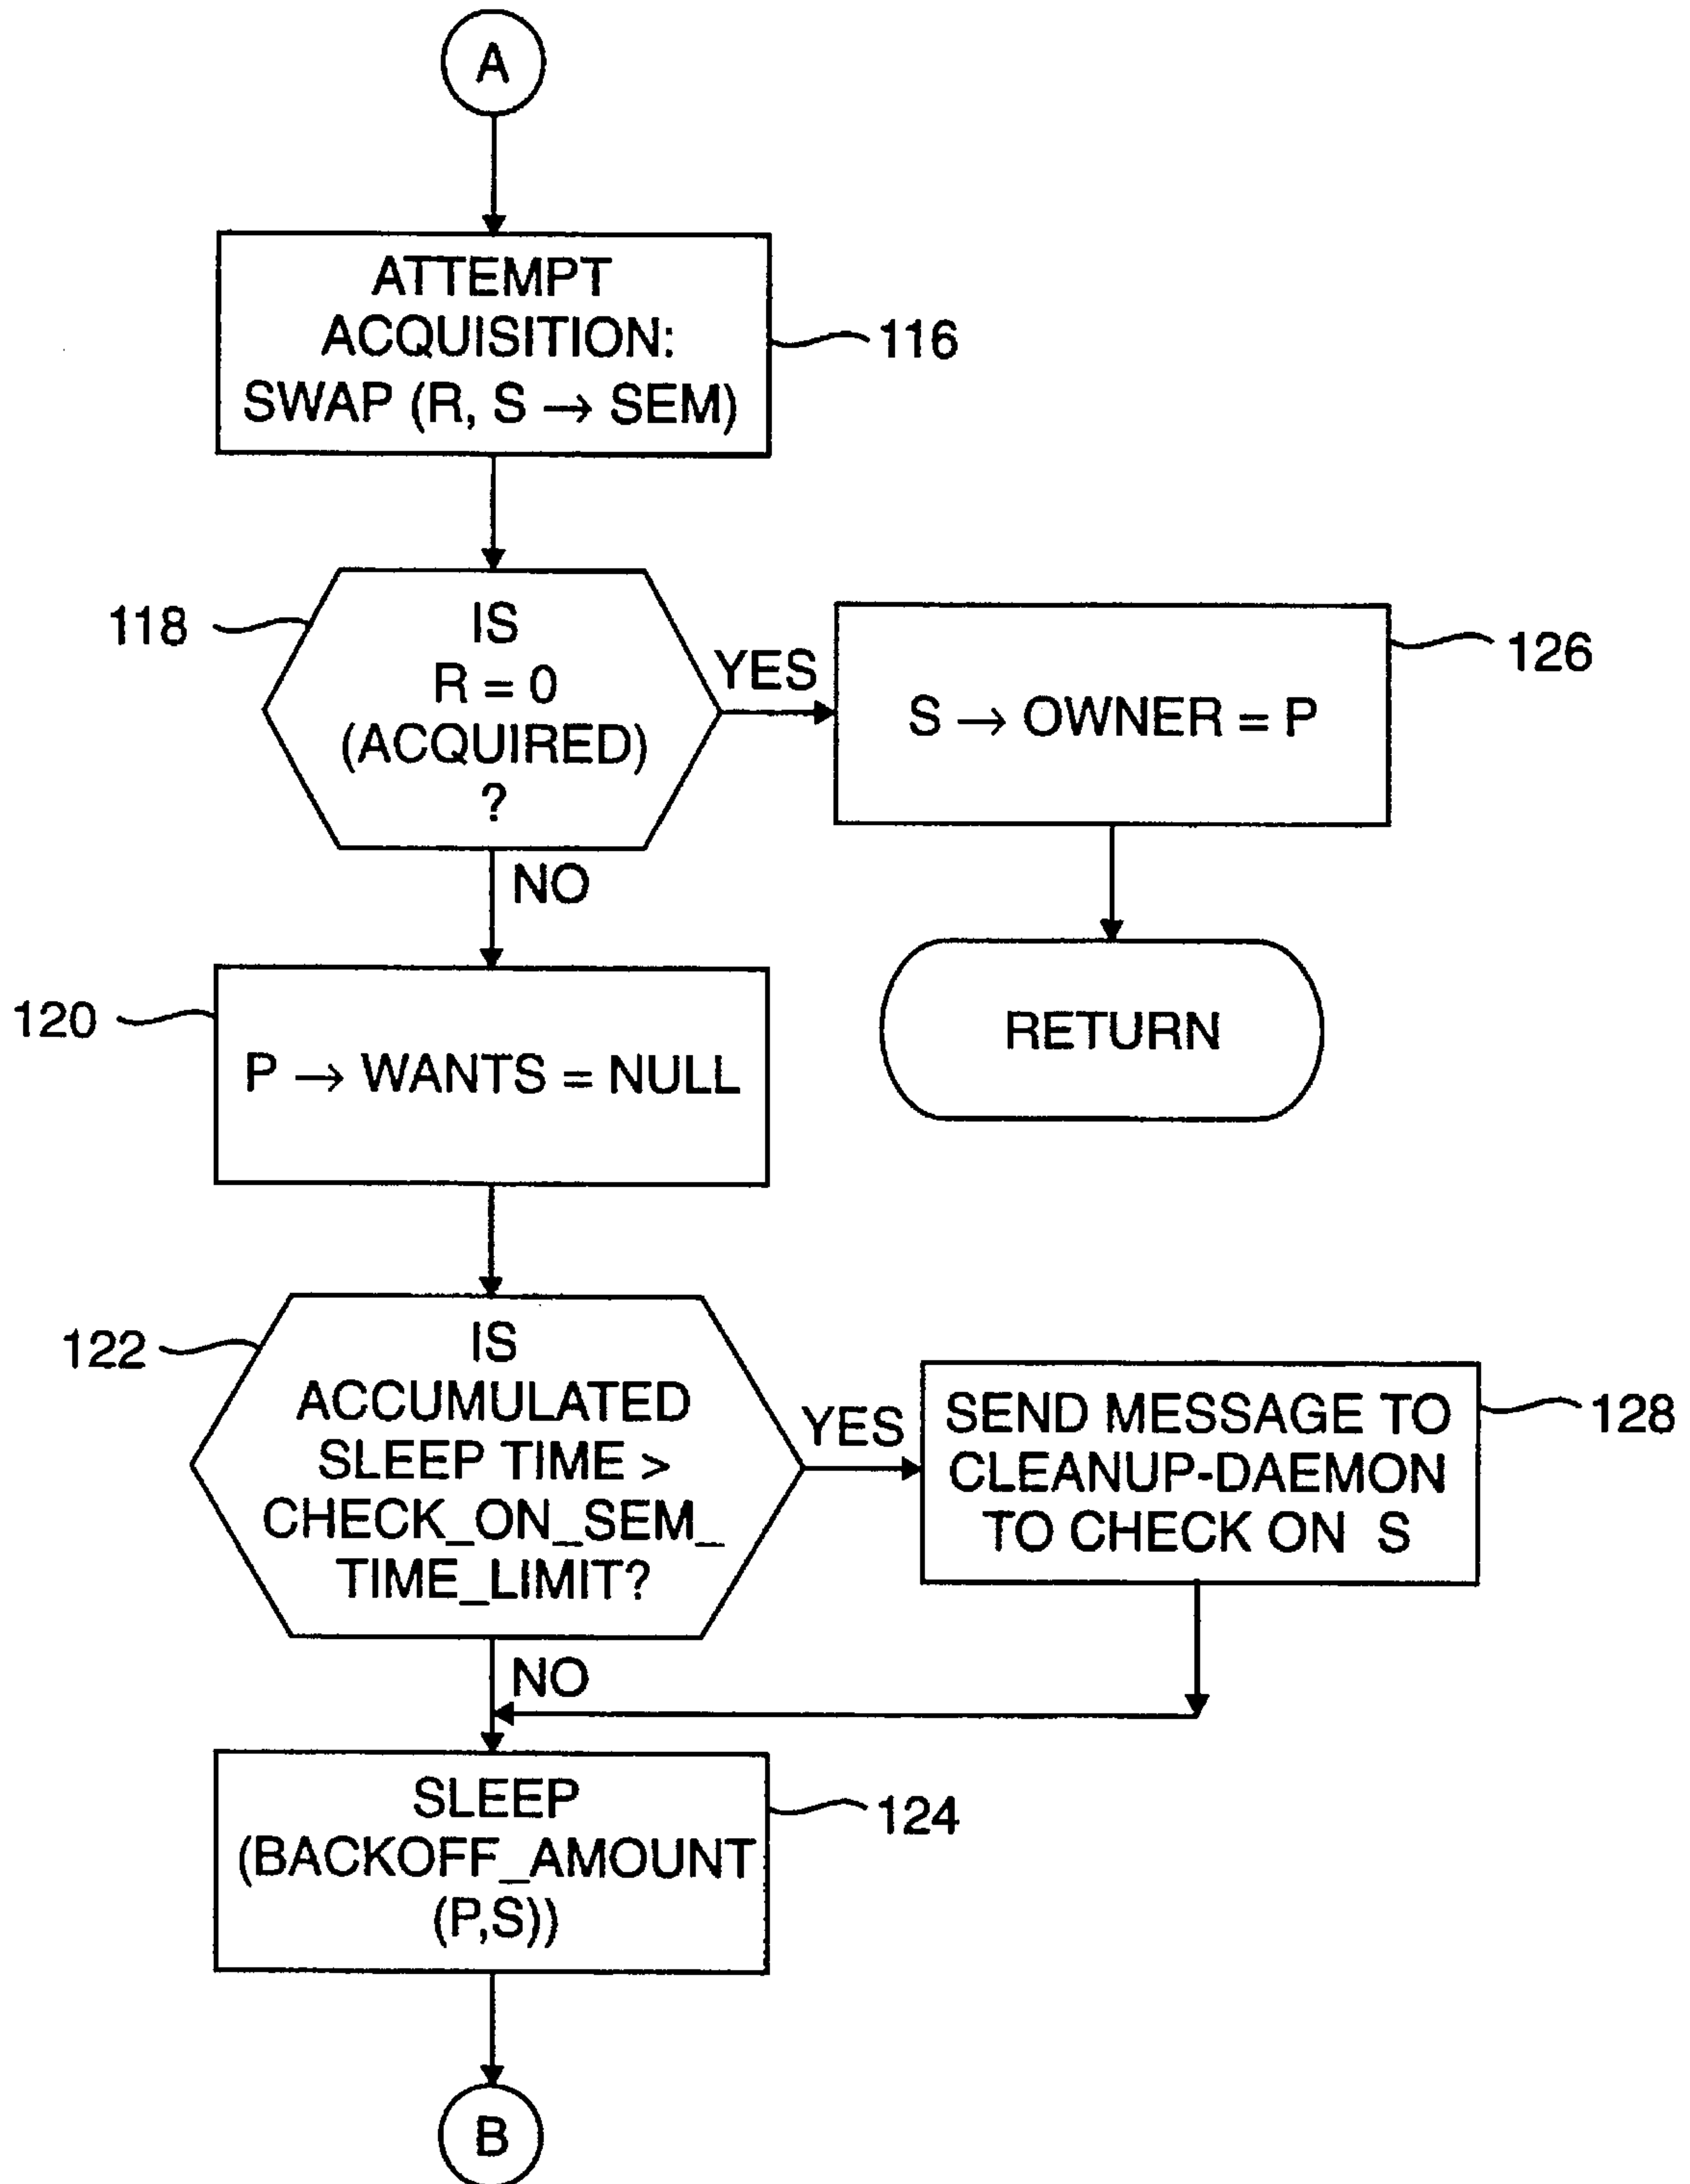 A
ATTEMPT
ACQUISITION:
SWAP (R, S → SEM)
116
118
IS
R = 0
(ACQUIRED)
?
YES
S → OWNER = P
126
NO
RETURN
120
P → WANTS = NULL
122
IS
ACCUMULATED
SLEEP TIME >
CHECK_ON_SEM_
TIME_LIMIT?
YES
SEND MESSAGE TO
CLEANUP-DAEMON
TO CHECK ON S
128
NO
SLEEP
(BACKOFF_AMOUNT
(P,S))
124
B